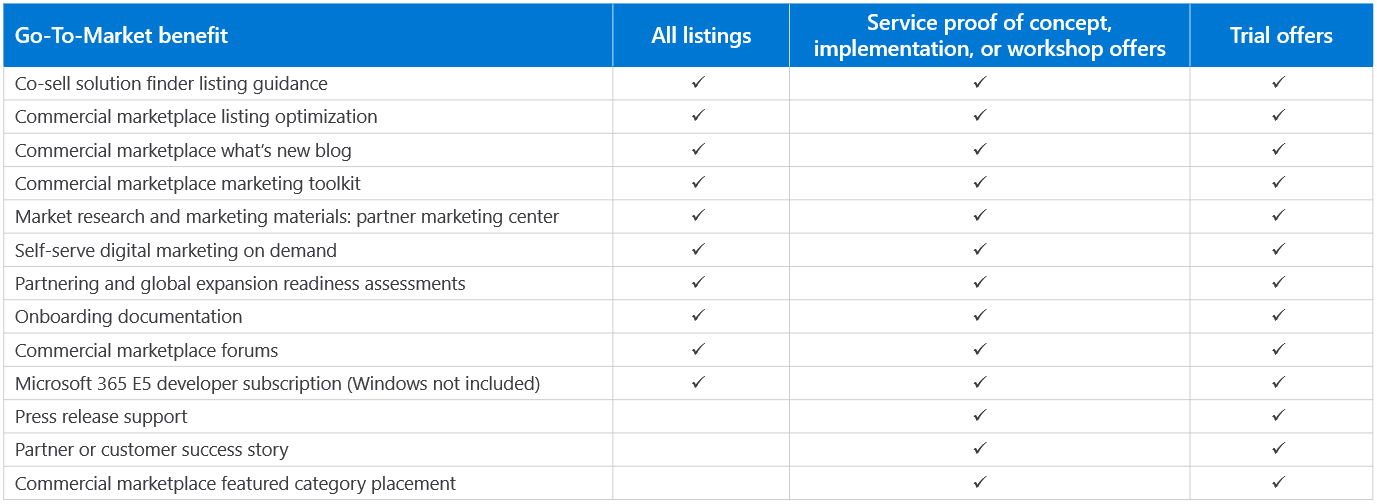 Go-To-Market benefit All listings Service proof of concept, implementation, or workshop offers Trial offers
Co-sell solution finder listing guidance ✓ ✓ ✓
Commercial marketplace listing optimization ✓ ✓ ✓
Commercial marketplace what's new blog ✓ ✓ ✓
Commercial marketplace marketing toolkit ✓ ✓ ✓
Market research and marketing materials: partner marketing center ✓ ✓ ✓
Self-serve digital marketing on demand ✓ ✓ ✓
Partnering and global expansion readiness assessments ✓ ✓ ✓
Onboarding documentation ✓ ✓ ✓
Commercial marketplace forums ✓ ✓ ✓
Microsoft 365 E5 developer subscription (Windows not included) ✓ ✓ ✓
Press release support ✓ ✓
Partner or customer success story ✓ ✓
Commercial marketplace featured category placement ✓ ✓